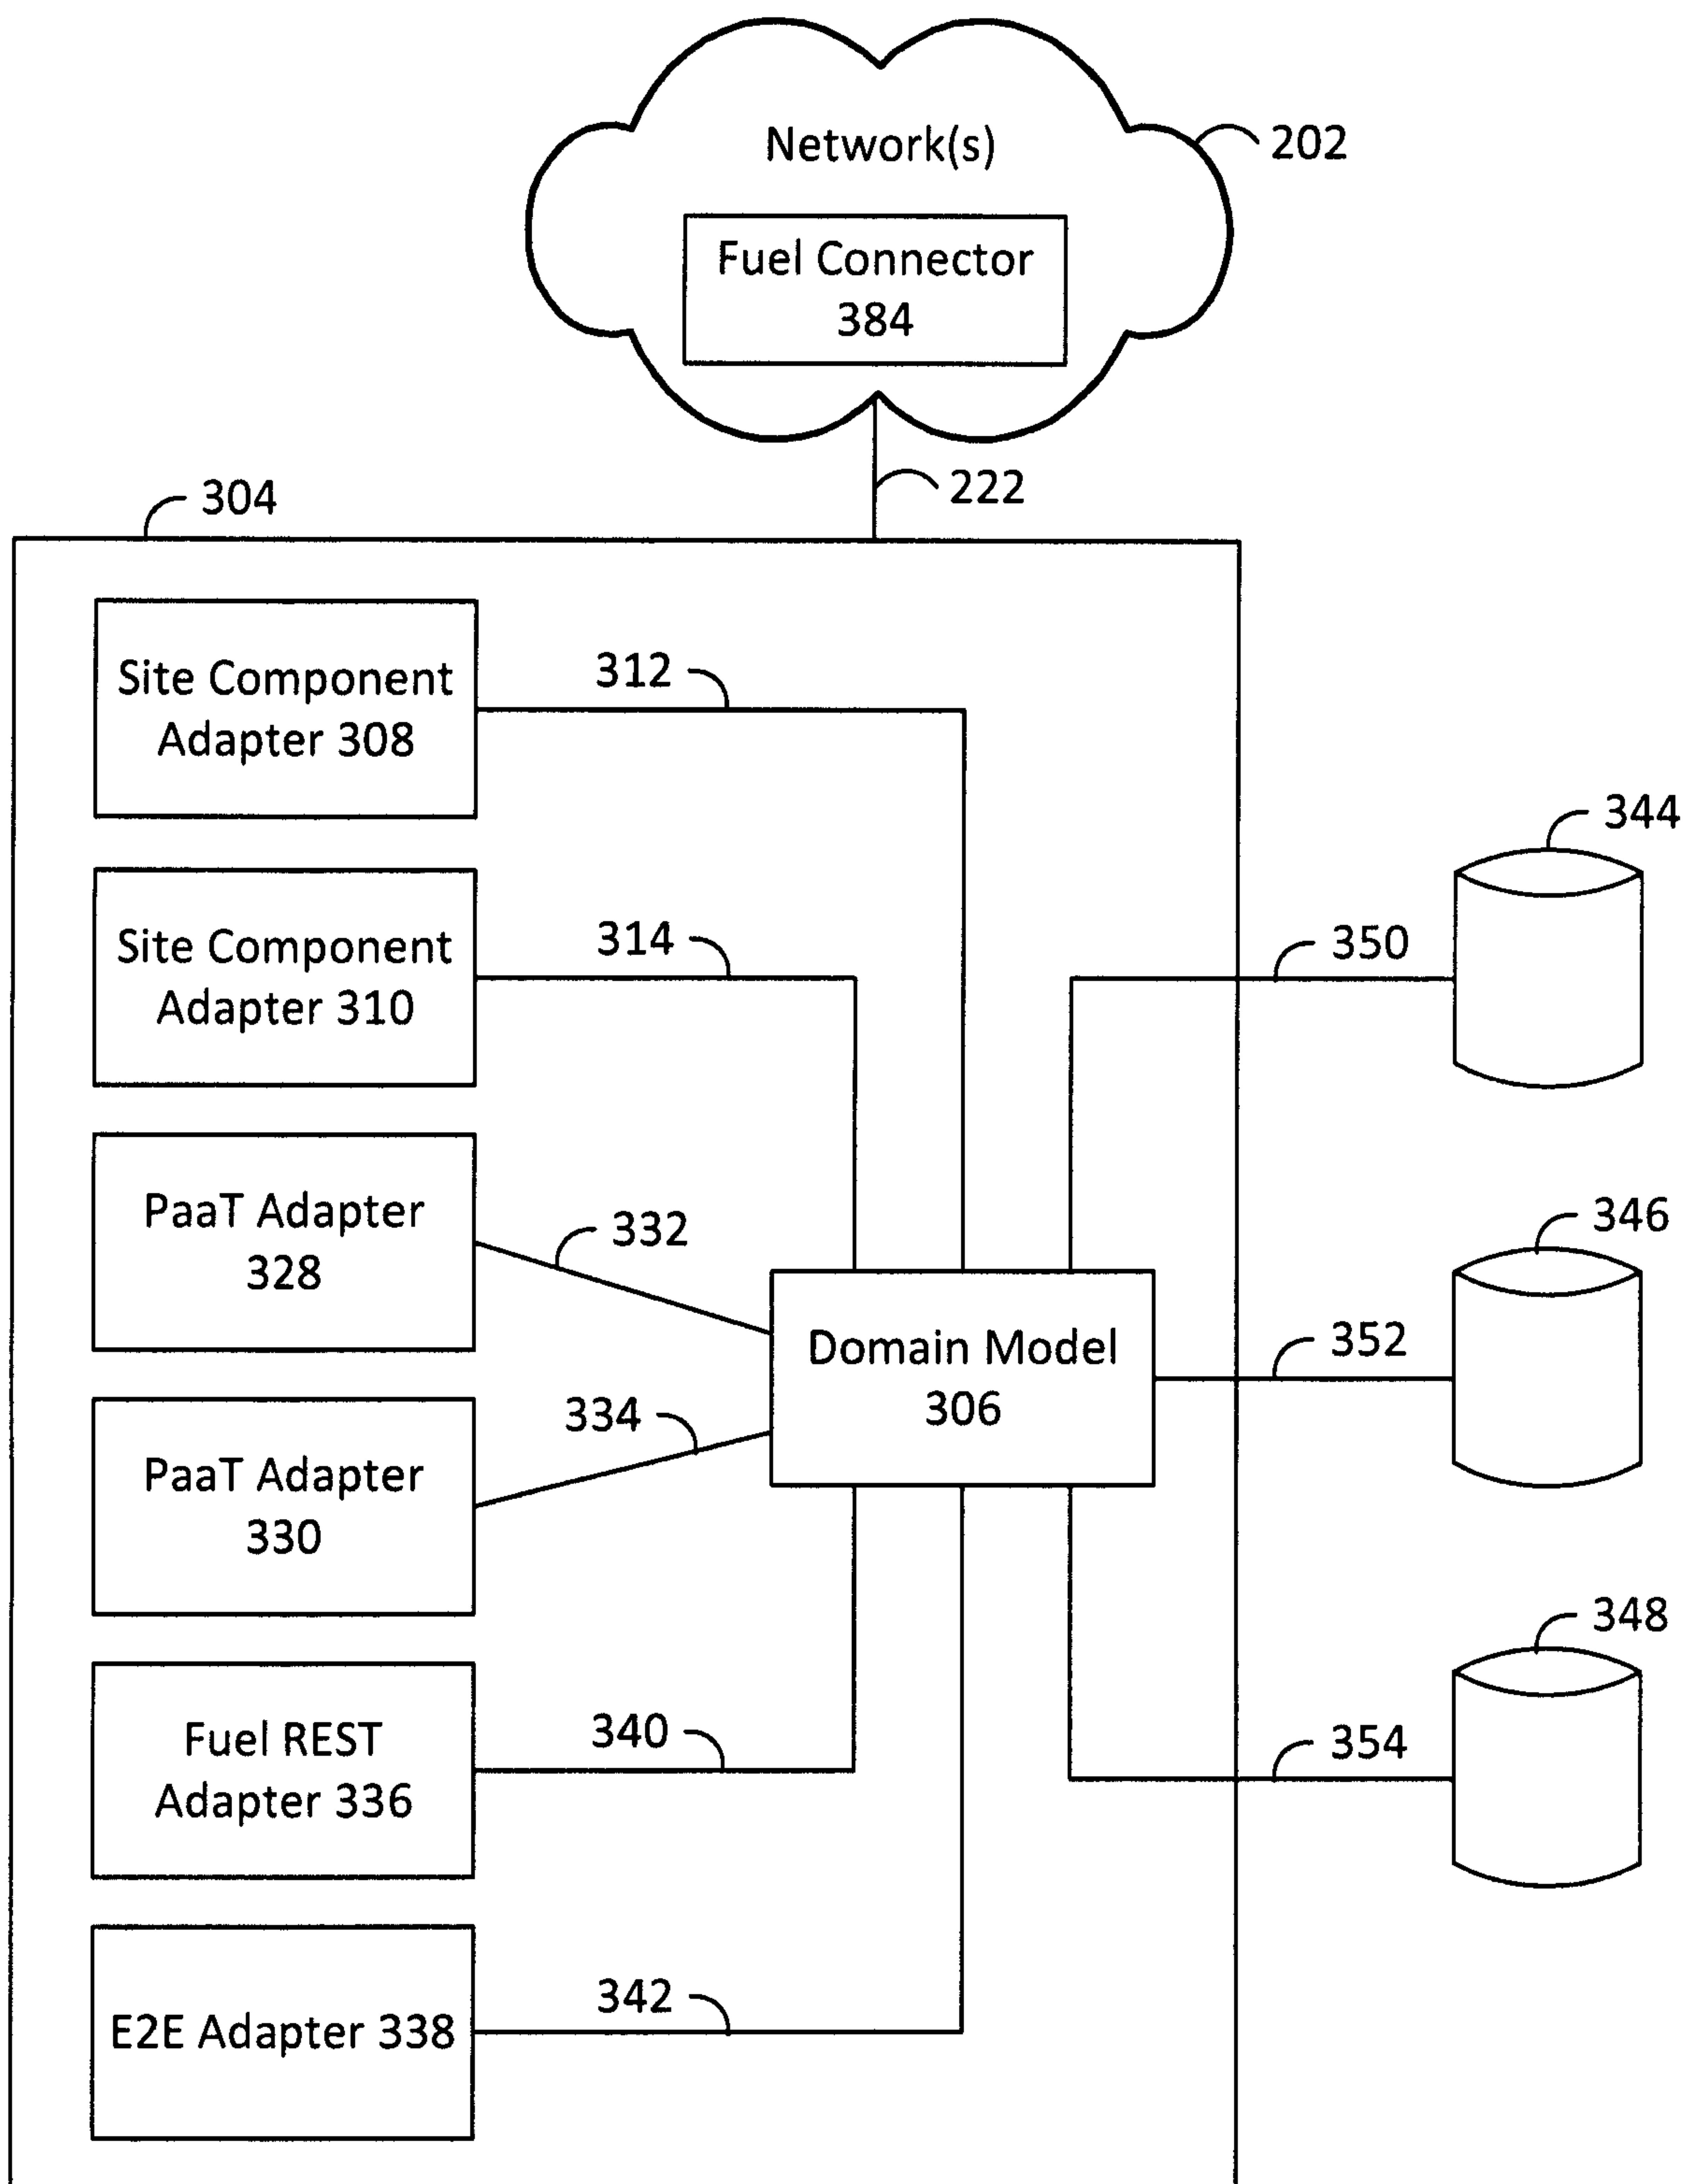 Network(s)
202
Fuel Connector
384
222
304
Site Component
Adapter 308
312
344
Site Component
Adapter 310
314
350
PaaT Adapter
328
332
346
Domain Model
306
352
PaaT Adapter
330
334
348
Fuel REST
Adapter 336
340
354
E2E Adapter 338
342